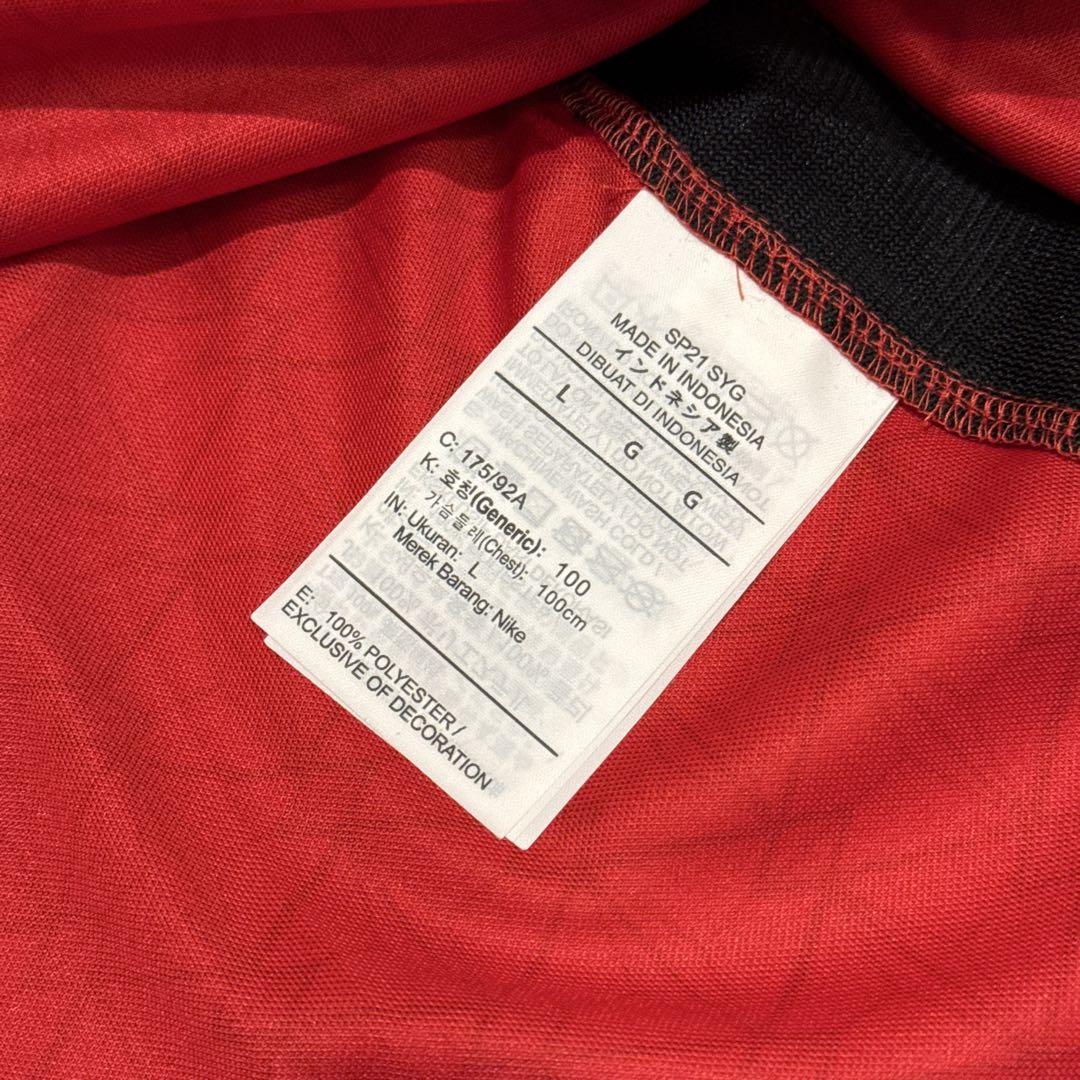 SP21 SYG
MADE IN INDONESIA
インドネシア製
DIBUAT DI INDONESIA
L G G
C: 175/92A
K: 호칭(Generic): 100
가슴둘레(Chest): 100cm
IN: Ukuran: L
Merek Barang: Nike
E: 100% POLYESTER/
EXCLUSIVE OF DECORATION